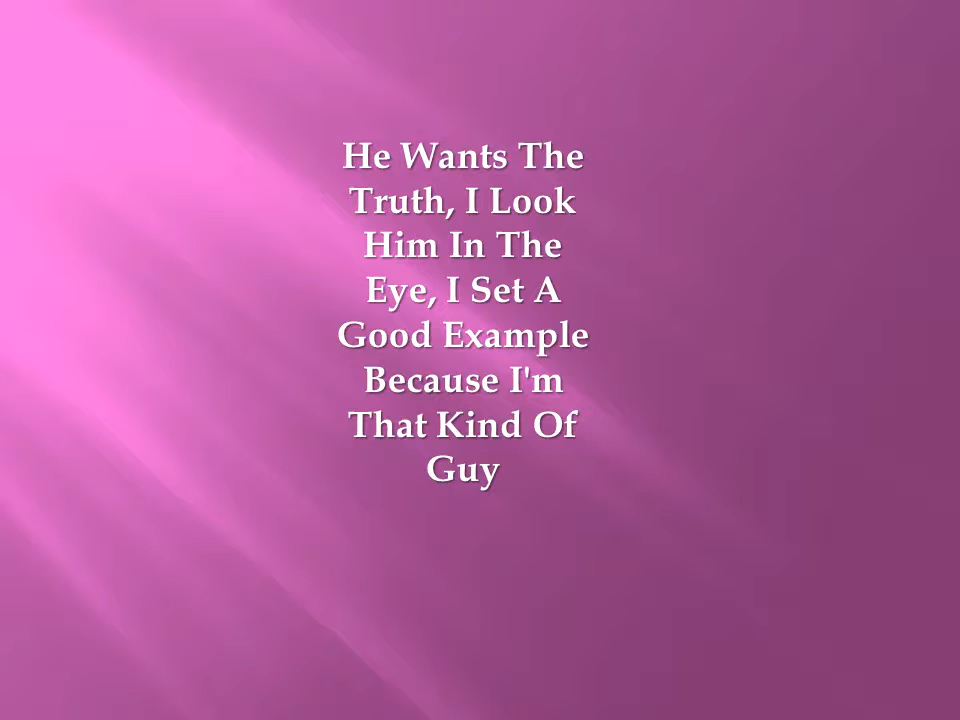 He Wants The
Truth, I Look
Him In The
Eye, I Set A
Good Example
Because I'm
That Kind Of
Guy